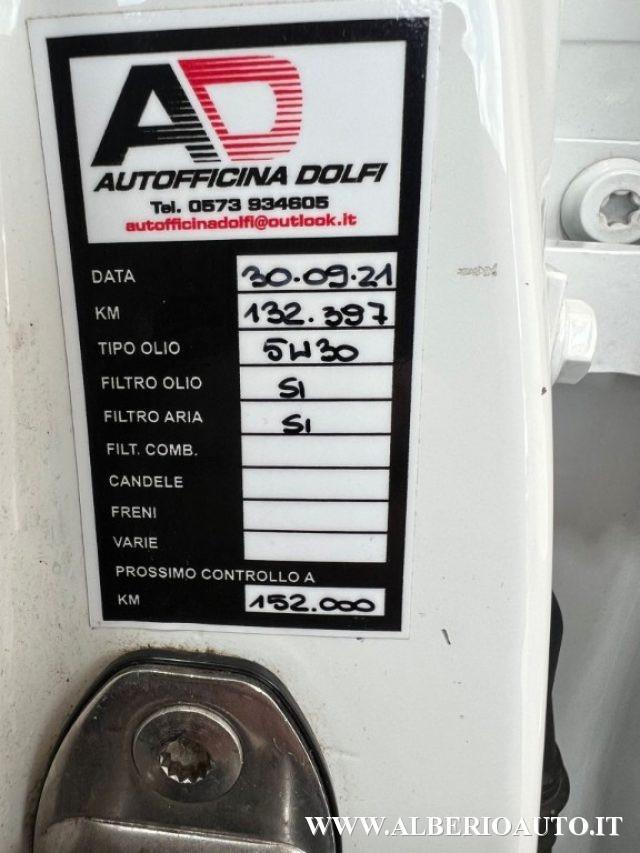 AD
AUTOFFICINA DOLFI
Tel. 0573 934605
autofficinadolfi@outlook.it
DATA 30.09.21
KM 132.397
TIPO OLIO 5W30
FILTRO OLIO SI
FILTRO ARIA SI
FILT. COMB.
CANDELE
FRENI
VARIE
PROSSIMO CONTROLLO A
KM 152.000
WWW.ALBERIOAUTO.IT